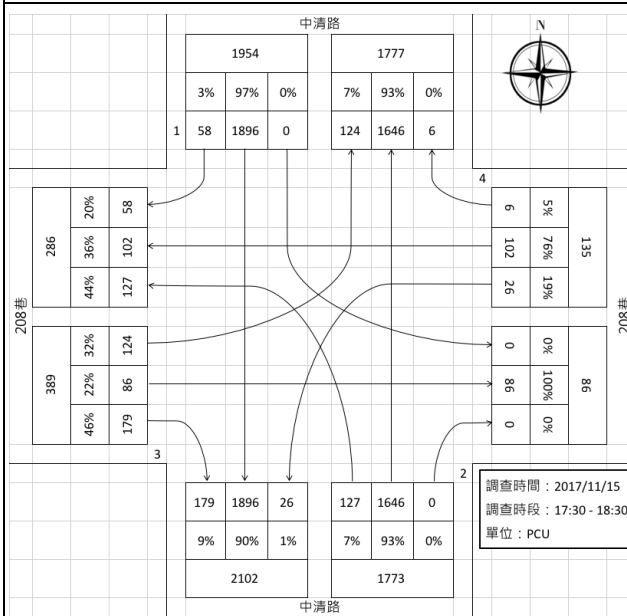 中清路
N
1954
1777
3% 97% 0%
7% 93% 0%
1
58 1896 0
124 1646 6
4
208巷
286
20% 58
36% 102
44% 127
6 5%
102 76%
26 19%
135
208巷
389
32% 124
22% 86
46% 179
0 0%
86 100%
0 0%
86
3
2
179 1896 26
127 1646 0
9% 90% 1%
7% 93% 0%
2102
1773
中清路
調查時間：2017/11/15
調查時段：17:30 - 18:30
單位：PCU